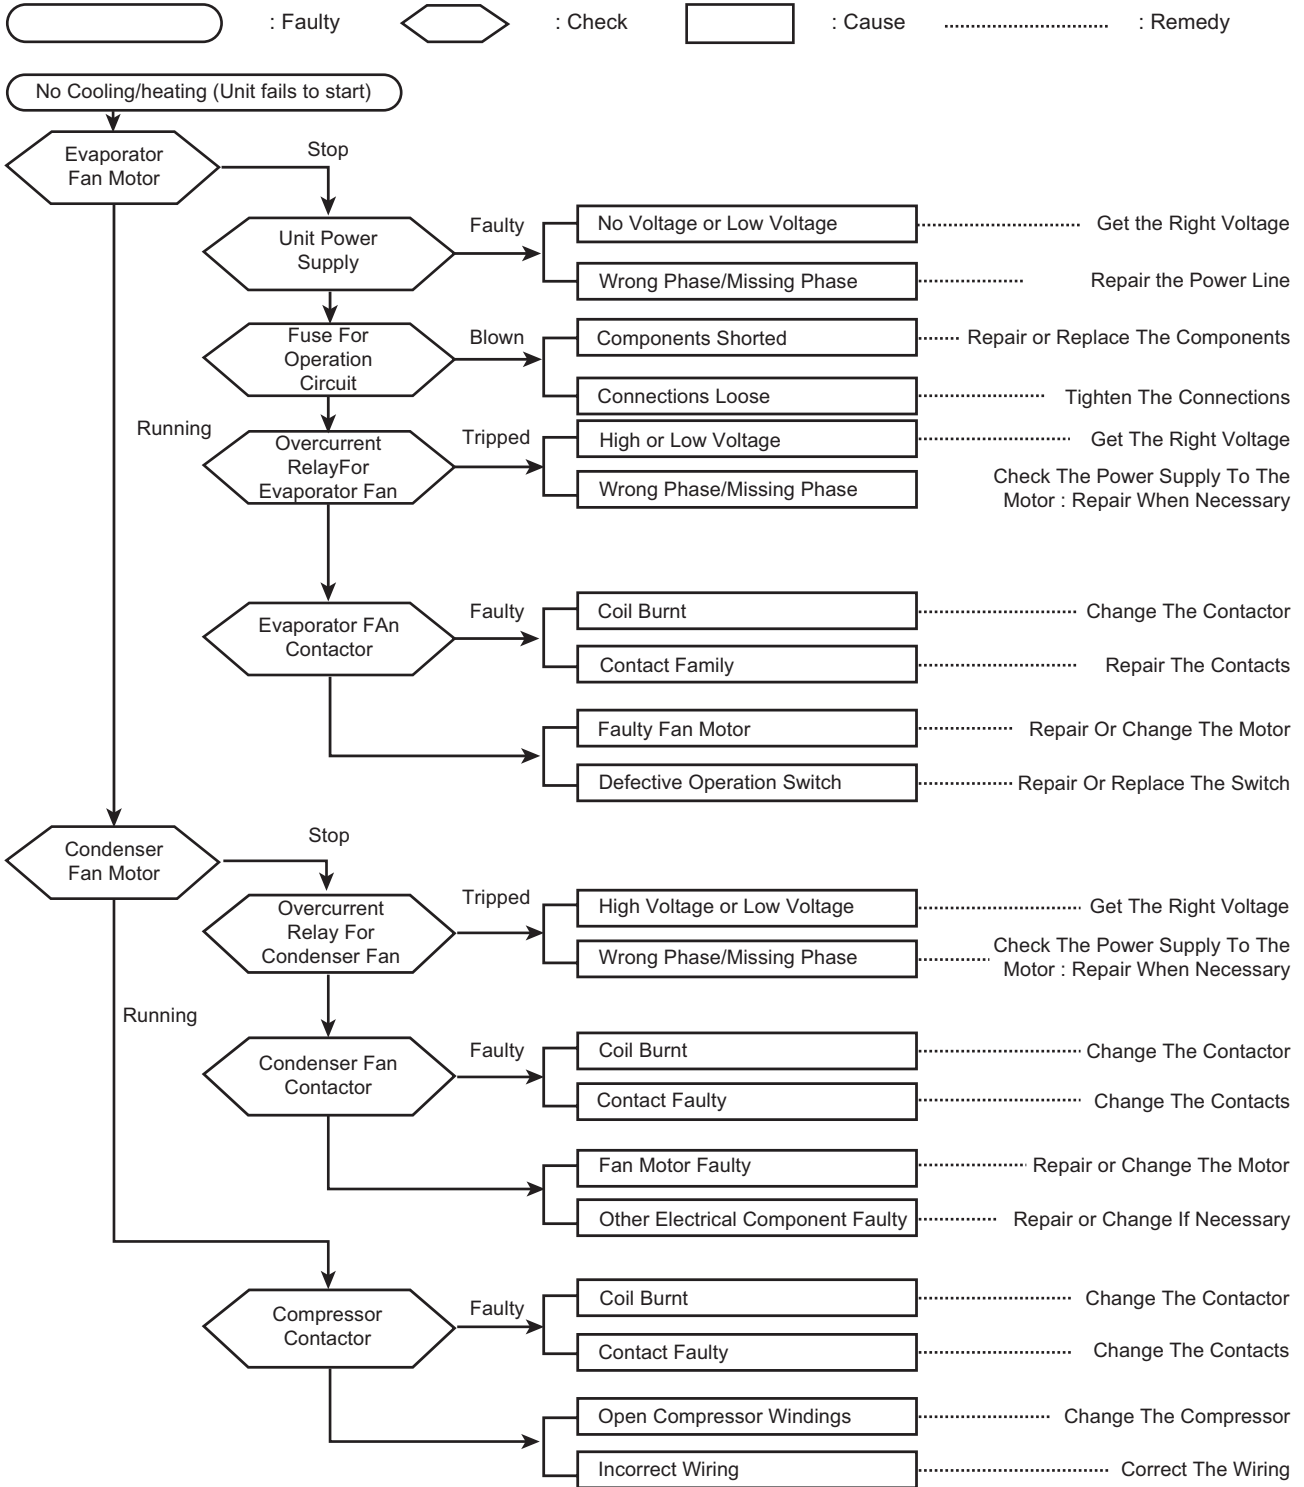 : Faulty
: Check
: Cause
: Remedy
No Cooling/heating (Unit fails to start)
Evaporator
Fan Motor
Stop
Unit Power
Supply
Faulty
No Voltage or Low Voltage
Get the Right Voltage
Wrong Phase/Missing Phase
Repair the Power Line
Fuse For
Operation
Circuit
Blown
Components Shorted
Repair or Replace The Components
Connections Loose
Tighten The Connections
Running
Overcurrent
RelayFor
Evaporator Fan
Tripped
High or Low Voltage
Get The Right Voltage
Wrong Phase/Missing Phase
Check The Power Supply To The
Motor : Repair When Necessary
Evaporator FAn
Contactor
Faulty
Coil Burnt
Change The Contactor
Contact Family
Repair The Contacts
Faulty Fan Motor
Repair Or Change The Motor
Defective Operation Switch
Repair Or Replace The Switch
Condenser
Fan Motor
Stop
Overcurrent
Relay For
Condenser Fan
Tripped
High Voltage or Low Voltage
Get The Right Voltage
Wrong Phase/Missing Phase
Check The Power Supply To The
Motor : Repair When Necessary
Running
Condenser Fan
Contactor
Faulty
Coil Burnt
Change The Contactor
Contact Faulty
Change The Contacts
Fan Motor Faulty
Repair or Change The Motor
Other Electrical Component Faulty
Repair or Change If Necessary
Compressor
Contactor
Faulty
Coil Burnt
Change The Contactor
Contact Faulty
Change The Contacts
Open Compressor Windings
Change The Compressor
Incorrect Wiring
Correct The Wiring